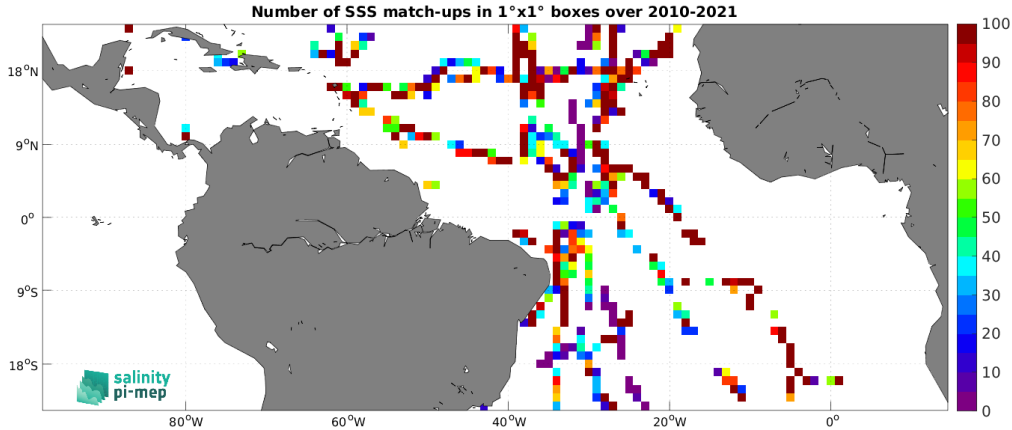 Number of SSS match-ups in 1°x1° boxes over 2010-2021
18°N
9°N
0°
9°S
18°S
80°W
60°W
40°W
20°W
0°
100
90
80
70
60
50
40
30
20
10
0
salinity
pi-mep